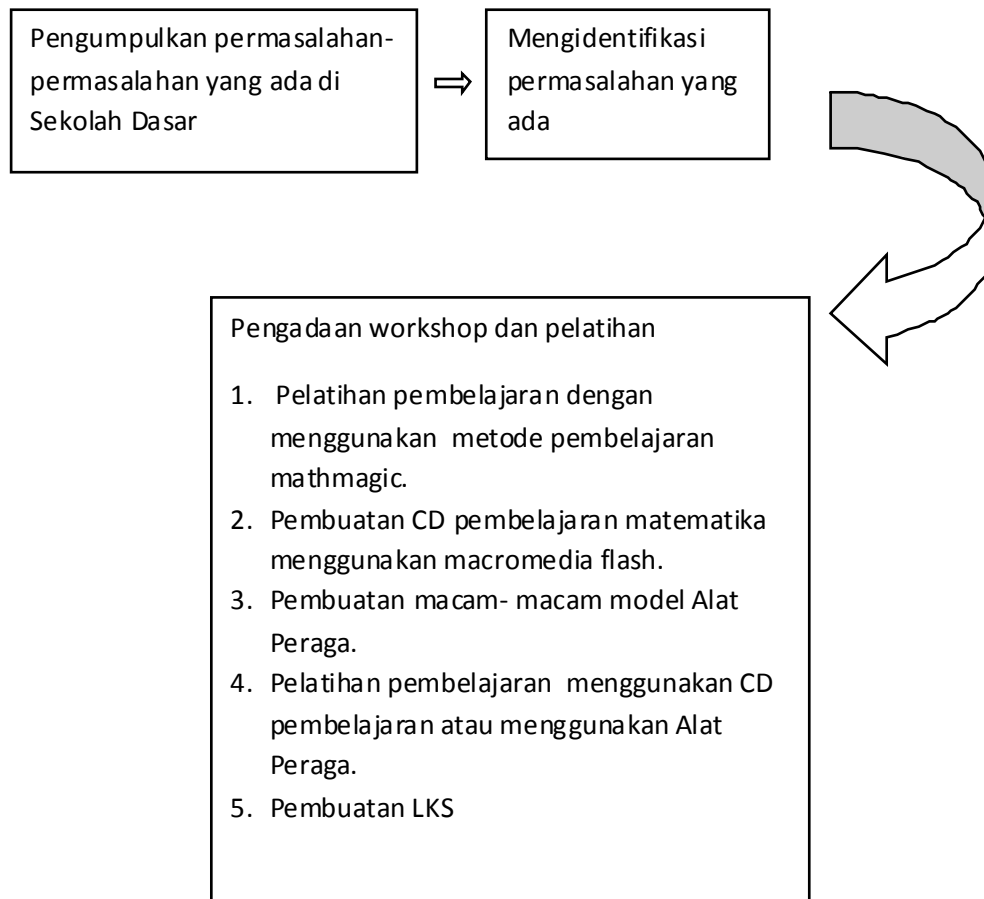 Pengumpulkan permasalahan-
permasalahan yang ada di
Sekolah Dasar
Mengidentifikasi
permasalahan yang
ada
Pengadaan workshop dan pelatihan
1. Pelatihan pembelajaran dengan
menggunakan metode pembelajaran
mathmagic.
2. Pembuatan CD pembelajaran matematika
menggunakan macromedia flash.
3. Pembuatan macam- macam model Alat
Peraga.
4. Pelatihan pembelajaran menggunakan CD
pembelajaran atau menggunakan Alat
Peraga.
5. Pembuatan LKS